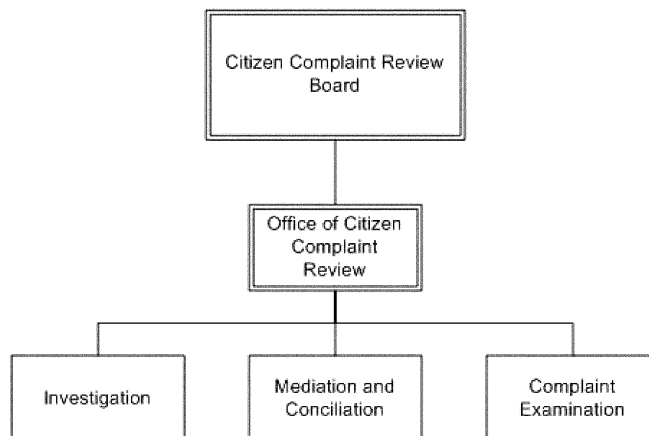 Citizen Complaint Review
Board
Office of Citizen
Complaint
Review
Investigation
Mediation and
Conciliation
Complaint
Examination